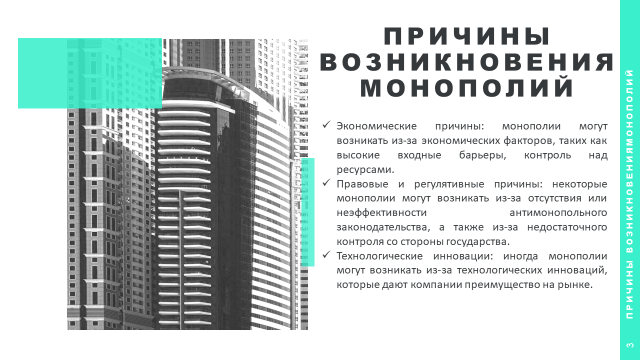 ПРИЧИНЫ
ВОЗНИКНОВЕНИЯ
МОНОПОЛИЙ
✓ Экономические причины: монополии могут
возникать из-за экономических факторов, таких как
высокие входные барьеры, контроль над
ресурсами.
✓ Правовые и регулятивные причины: некоторые
монополии могут возникать из-за отсутствия или
неэффективности антимонопольного
законодательства, а также из-за недостаточного
контроля со стороны государства.
✓ Технологические инновации: иногда монополии
могут возникать из-за технологических инноваций,
которые дают компании преимущество на рынке.
ПРИЧИНЫ ВОЗНИКНОВЕНИЯМОНОПОЛИЙ
3